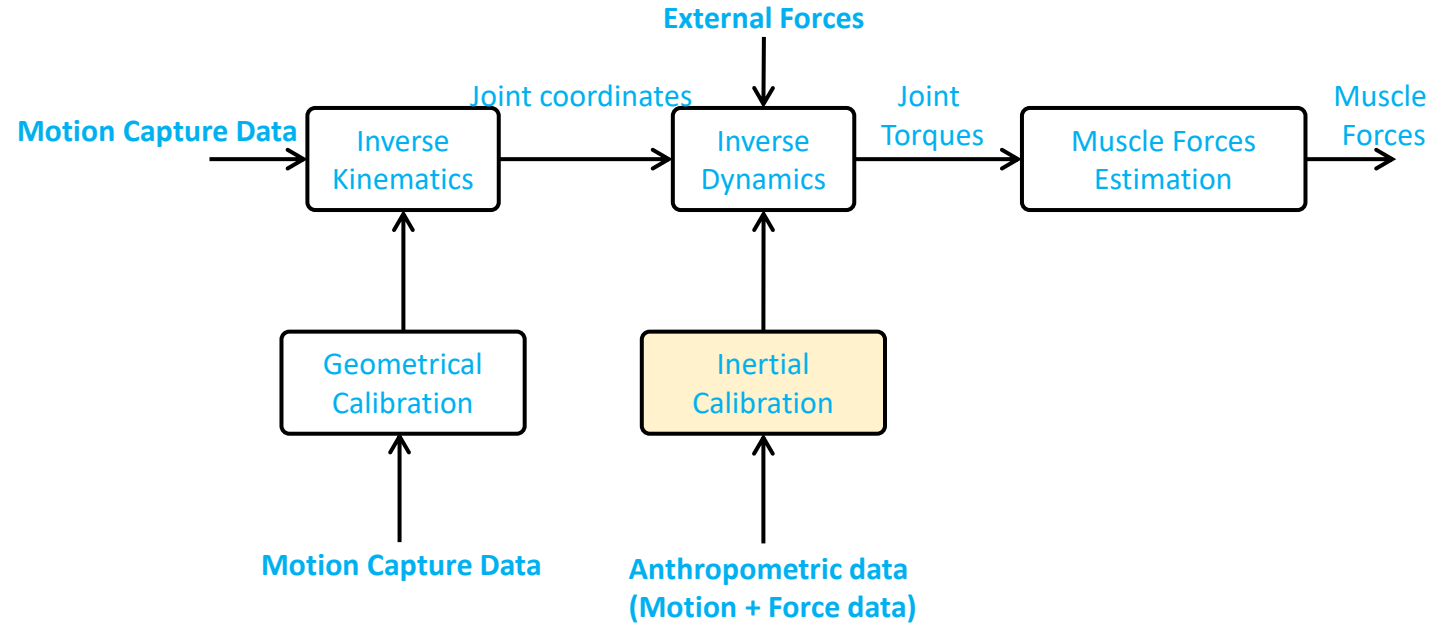 External Forces
Joint coordinates
Joint
Torques
Muscle
Forces
Motion Capture Data
Inverse
Kinematics
Inverse
Dynamics
Muscle Forces
Estimation
Geometrical
Calibration
Inertial
Calibration
Motion Capture Data
Anthropometric data
(Motion + Force data)